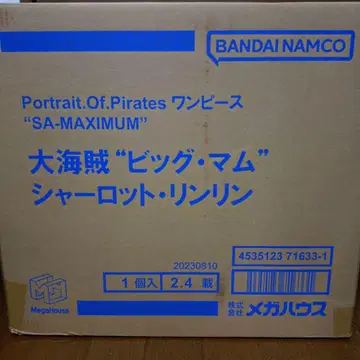 BANDAI NAMCO
Portrait.Of.Pirates ワンピース
“SA-MAXIMUM”
大海賊“ビッグ・マム”
シャーロット・リンリン
4535123 71633-1
20230810
1個入 2.4 載
MegaHouse
株式会社 メガハウス